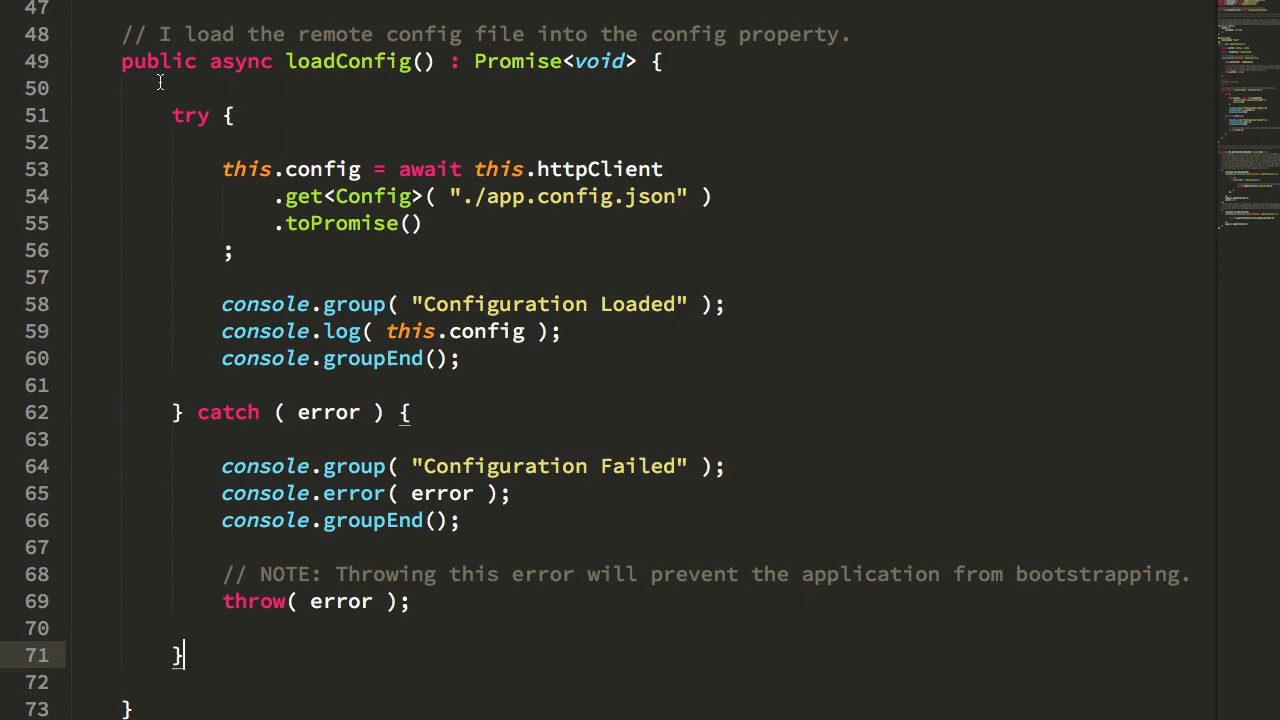 47
48 // I load the remote config file into the config property.
49 public async loadConfig() : Promise<void> {
50
51 try {
52
53 this.config = await this.httpClient
54 .get<Config>( "./app.config.json" )
55 .toPromise()
56 ;
57
58 console.group( "Configuration Loaded" );
59 console.log( this.config );
60 console.groupEnd();
61
62 } catch ( error ) {
63
64 console.group( "Configuration Failed" );
65 console.error( error );
66 console.groupEnd();
67
68 // NOTE: Throwing this error will prevent the application from bootstrapping.
69 throw( error );
70
71 }
72
73 }